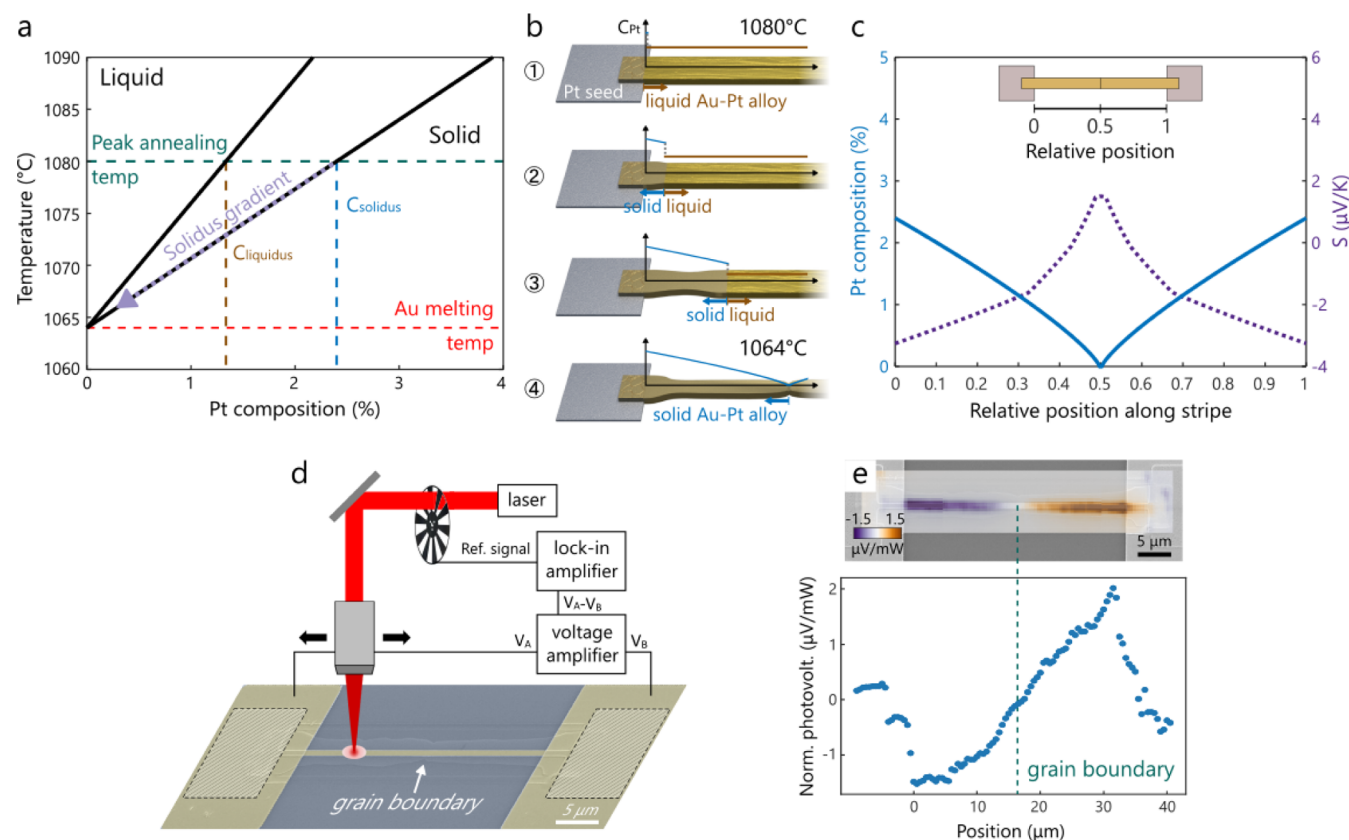 a
1090
1085
1080
1075
1070
1065
1060
Temperature (°C)
Liquid
Solid
Peak annealing
temp
Solidus gradient
Csolidus
Cliquidus
Au melting
temp
0
1
2
3
4
Pt composition (%)
b
CPt
1080°C
①
Pt seed
liquid Au-Pt alloy
②
solid
liquid
③
solid
liquid
1064°C
④
solid Au-Pt alloy
c
5
4
3
2
1
0
Pt composition (%)
0
0.5
1
Relative position
6
5
4
3
2
0
-2
-4
S (µV/K)
0
0.1
0.2
0.3
0.4
0.5
0.6
0.7
0.8
0.9
1
Relative position along stripe
d
laser
Ref. signal
lock-in
amplifier
VA-VB
VA
voltage
amplifier
VB
grain boundary
5 µm
e
-1.5
1.5
µV/mW
5 µm
2
1
0
-1
Norm. photovolt. (µV/mW)
grain boundary
0
10
20
30
40
Position (µm)